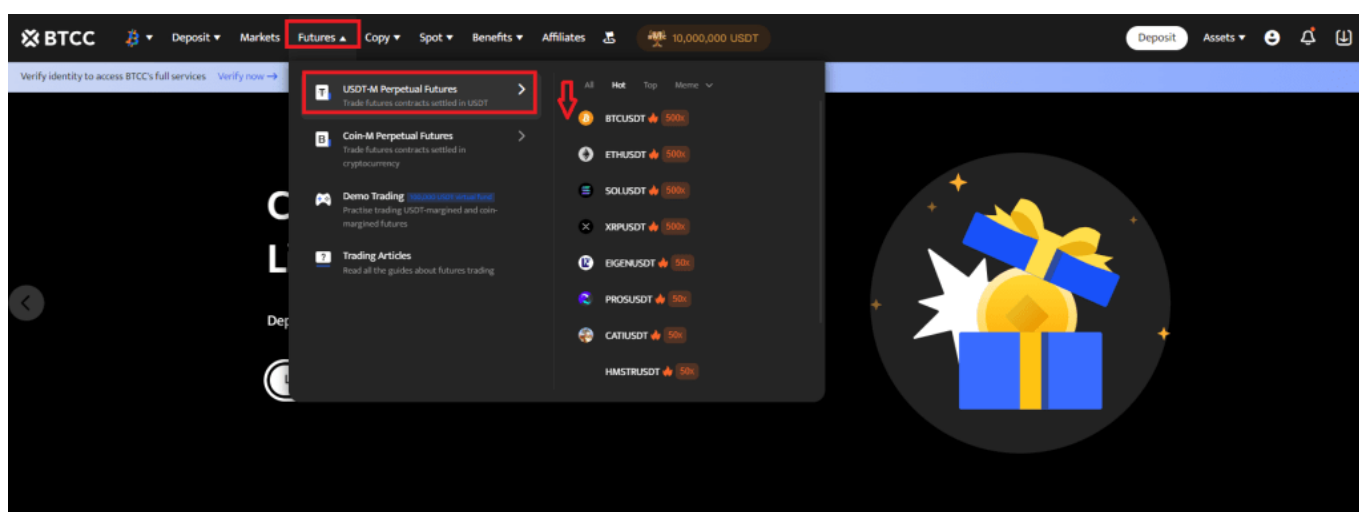 BTCC
Deposit
Markets
Futures
Copy
Spot
Benefits
Affiliates
10,000,000 USDT
Deposit
Assets
Verify identity to access BTCC's full services Verify now →
USDT-M Perpetual Futures
Trade futures contracts settled in USDT
Coin-M Perpetual Futures
Trade futures contracts settled in
cryptocurrency
Demo Trading
Practise trading USDT-margined and coin-
margined futures
Trading Articles
Read all the guides about futures trading
All
Hot
Top
Meme
BTCUSDT 500x
ETHUSDT 500x
SOLUSDT 500x
XRPUSDT 500x
EIGENUSDT 50x
PROSUSDT 50x
CATIUSDT 50x
HMSTRUSDT 50x
C
L
Dep